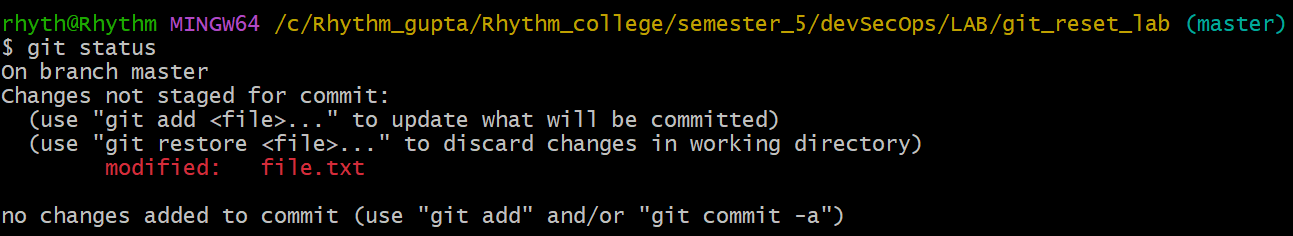 rhyth@Rhythm MINGW64 /c/Rhythm_gupta/Rhythm_college/semester_5/devSecOps/LAB/git_reset_lab (master)
$ git status
On branch master
Changes not staged for commit:
  (use "git add <file>..." to update what will be committed)
  (use "git restore <file>..." to discard changes in working directory)
        modified:   file.txt

no changes added to commit (use "git add" and/or "git commit -a")